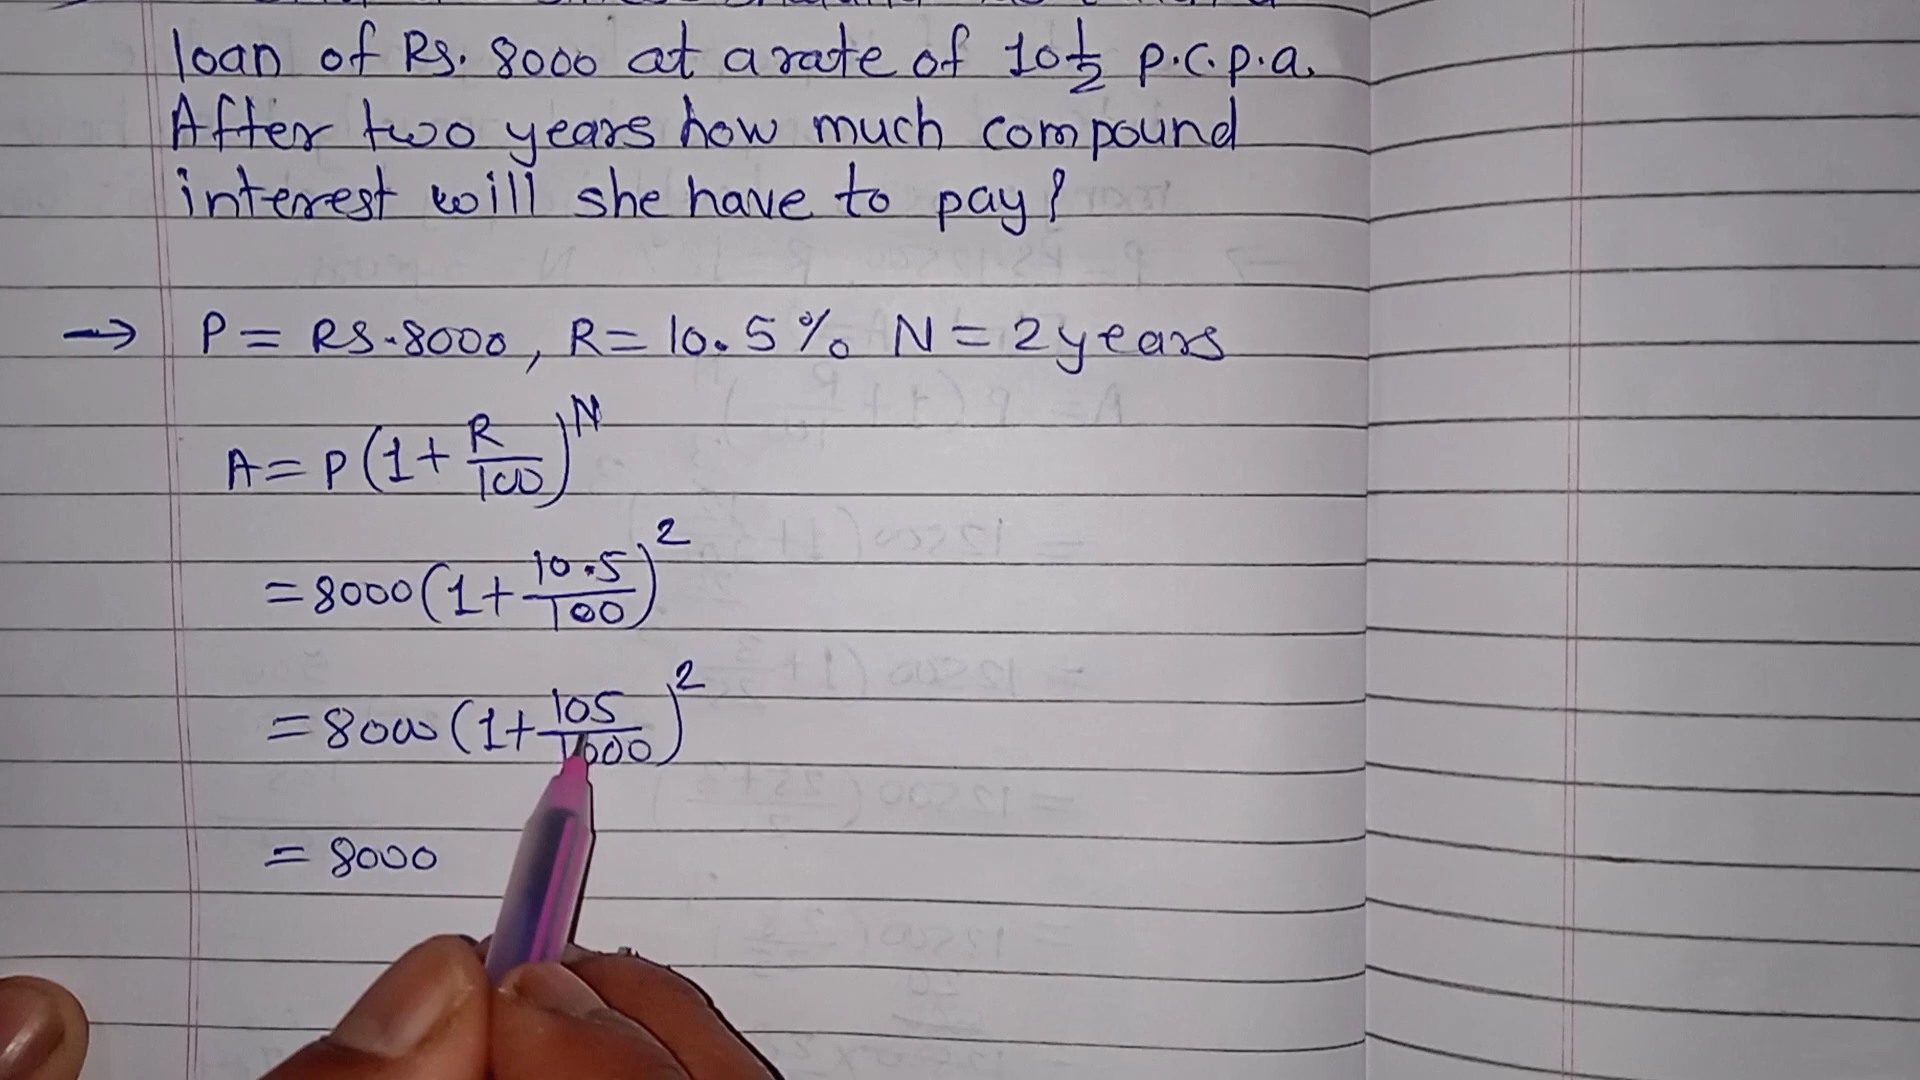 loan of Rs. 8000 at a rate of 10 1/2 p.c.p.a.
After two years how much compound
interest will she have to pay?
→ P = RS.8000, R = 10.5% N = 2 years
A = P(1 + R/100)^N
= 8000(1 + 10.5/100)^2
= 8000(1 + 105/1000)^2
= 8000